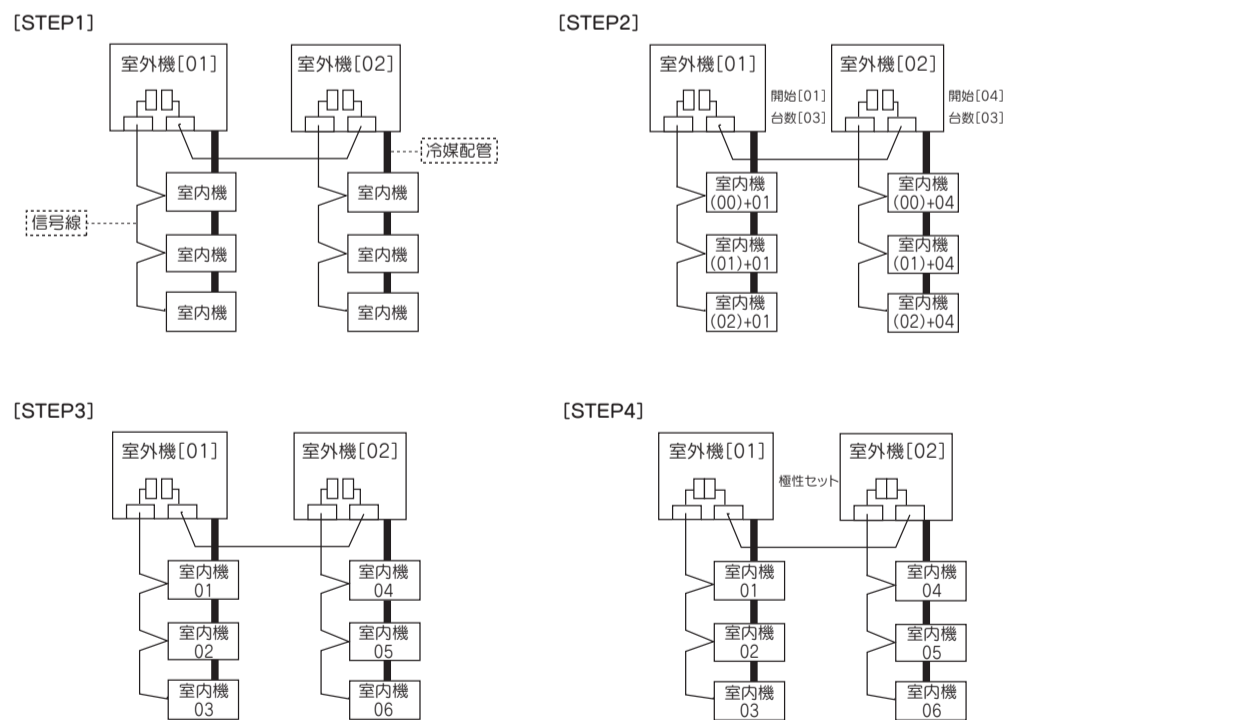 [STEP1]
室外機[01]
室外機[02]
冷媒配管
信号線
室内機
室内機
室内機
室内機
室内機
室内機
[STEP2]
室外機[01]
開始[01]
台数[03]
室外機[02]
開始[04]
台数[03]
室内機
(00)+01
室内機
(01)+01
室内機
(02)+01
室内機
(00)+04
室内機
(01)+04
室内機
(02)+04
[STEP3]
室外機[01]
室外機[02]
室内機
01
室内機
02
室内機
03
室内機
04
室内機
05
室内機
06
[STEP4]
室外機[01]
極性セット
室外機[02]
室内機
01
室内機
02
室内機
03
室内機
04
室内機
05
室内機
06